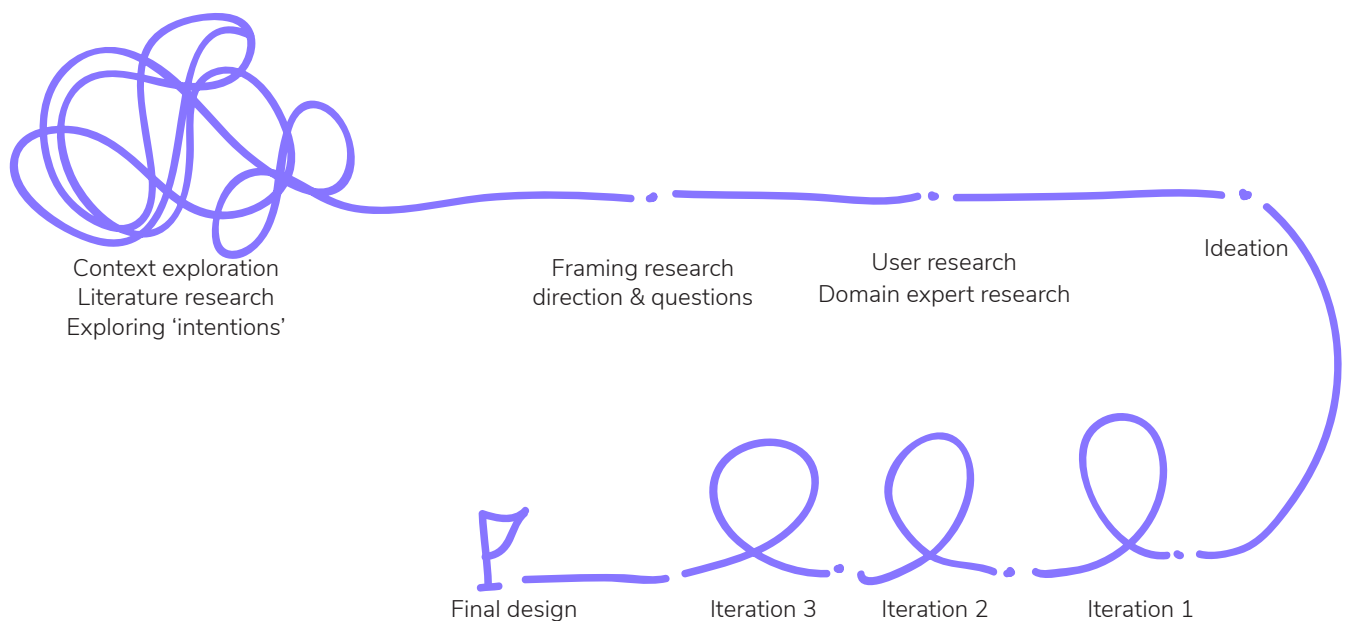 Context exploration
Literature research
Exploring ‘intentions’
Framing research
direction & questions
User research
Domain expert research
Ideation
Iteration 1
Iteration 2
Iteration 3
Final design